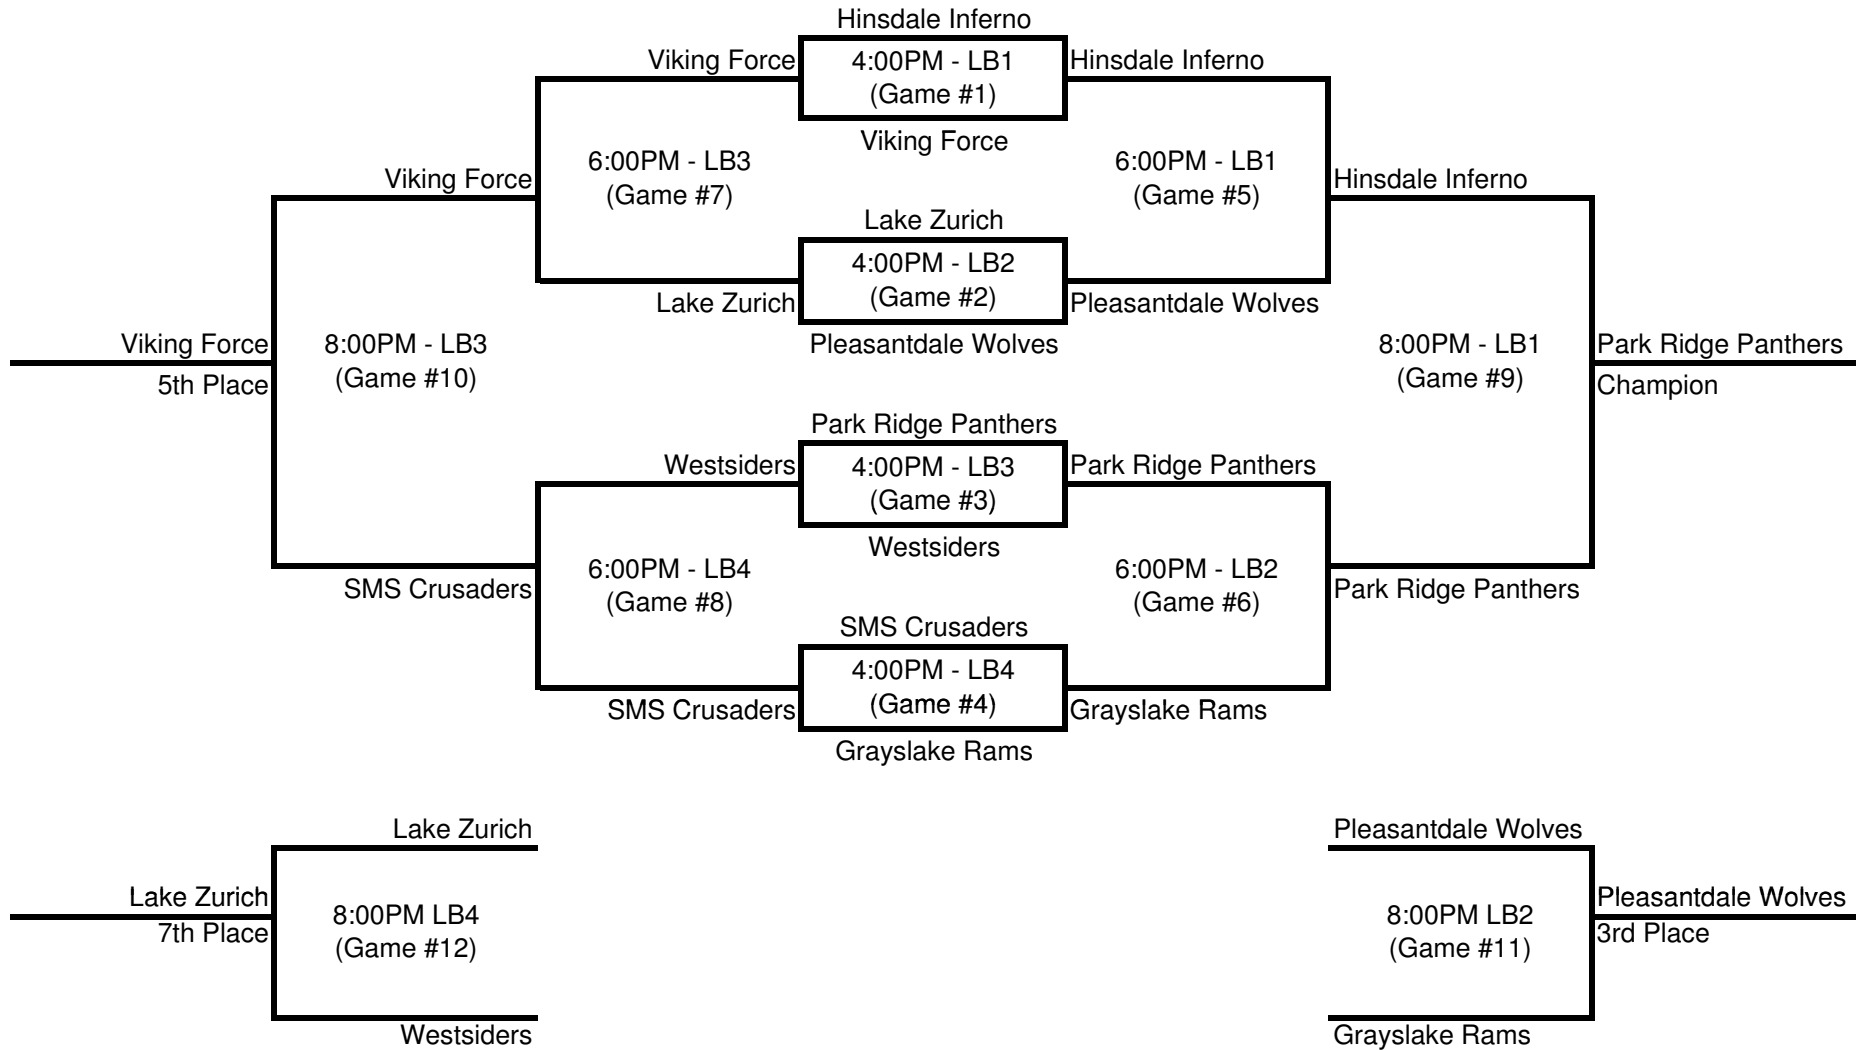 Hinsdale Inferno
Viking Force
4:00PM - LB1
(Game #1)
Hinsdale Inferno
Viking Force
6:00PM - LB3
(Game #7)
6:00PM - LB1
(Game #5)
Viking Force
Hinsdale Inferno
Lake Zurich
4:00PM - LB2
(Game #2)
Lake Zurich
Pleasantdale Wolves
Pleasantdale Wolves
Viking Force
5th Place
8:00PM - LB3
(Game #10)
8:00PM - LB1
(Game #9)
Park Ridge Panthers
Champion
Park Ridge Panthers
Westsiders
4:00PM - LB3
(Game #3)
Park Ridge Panthers
Westsiders
SMS Crusaders
6:00PM - LB4
(Game #8)
6:00PM - LB2
(Game #6)
Park Ridge Panthers
SMS Crusaders
4:00PM - LB4
(Game #4)
SMS Crusaders
Grayslake Rams
Grayslake Rams
Lake Zurich
Lake Zurich
7th Place
8:00PM LB4
(Game #12)
Westsiders
Pleasantdale Wolves
8:00PM LB2
(Game #11)
Pleasantdale Wolves
3rd Place
Grayslake Rams